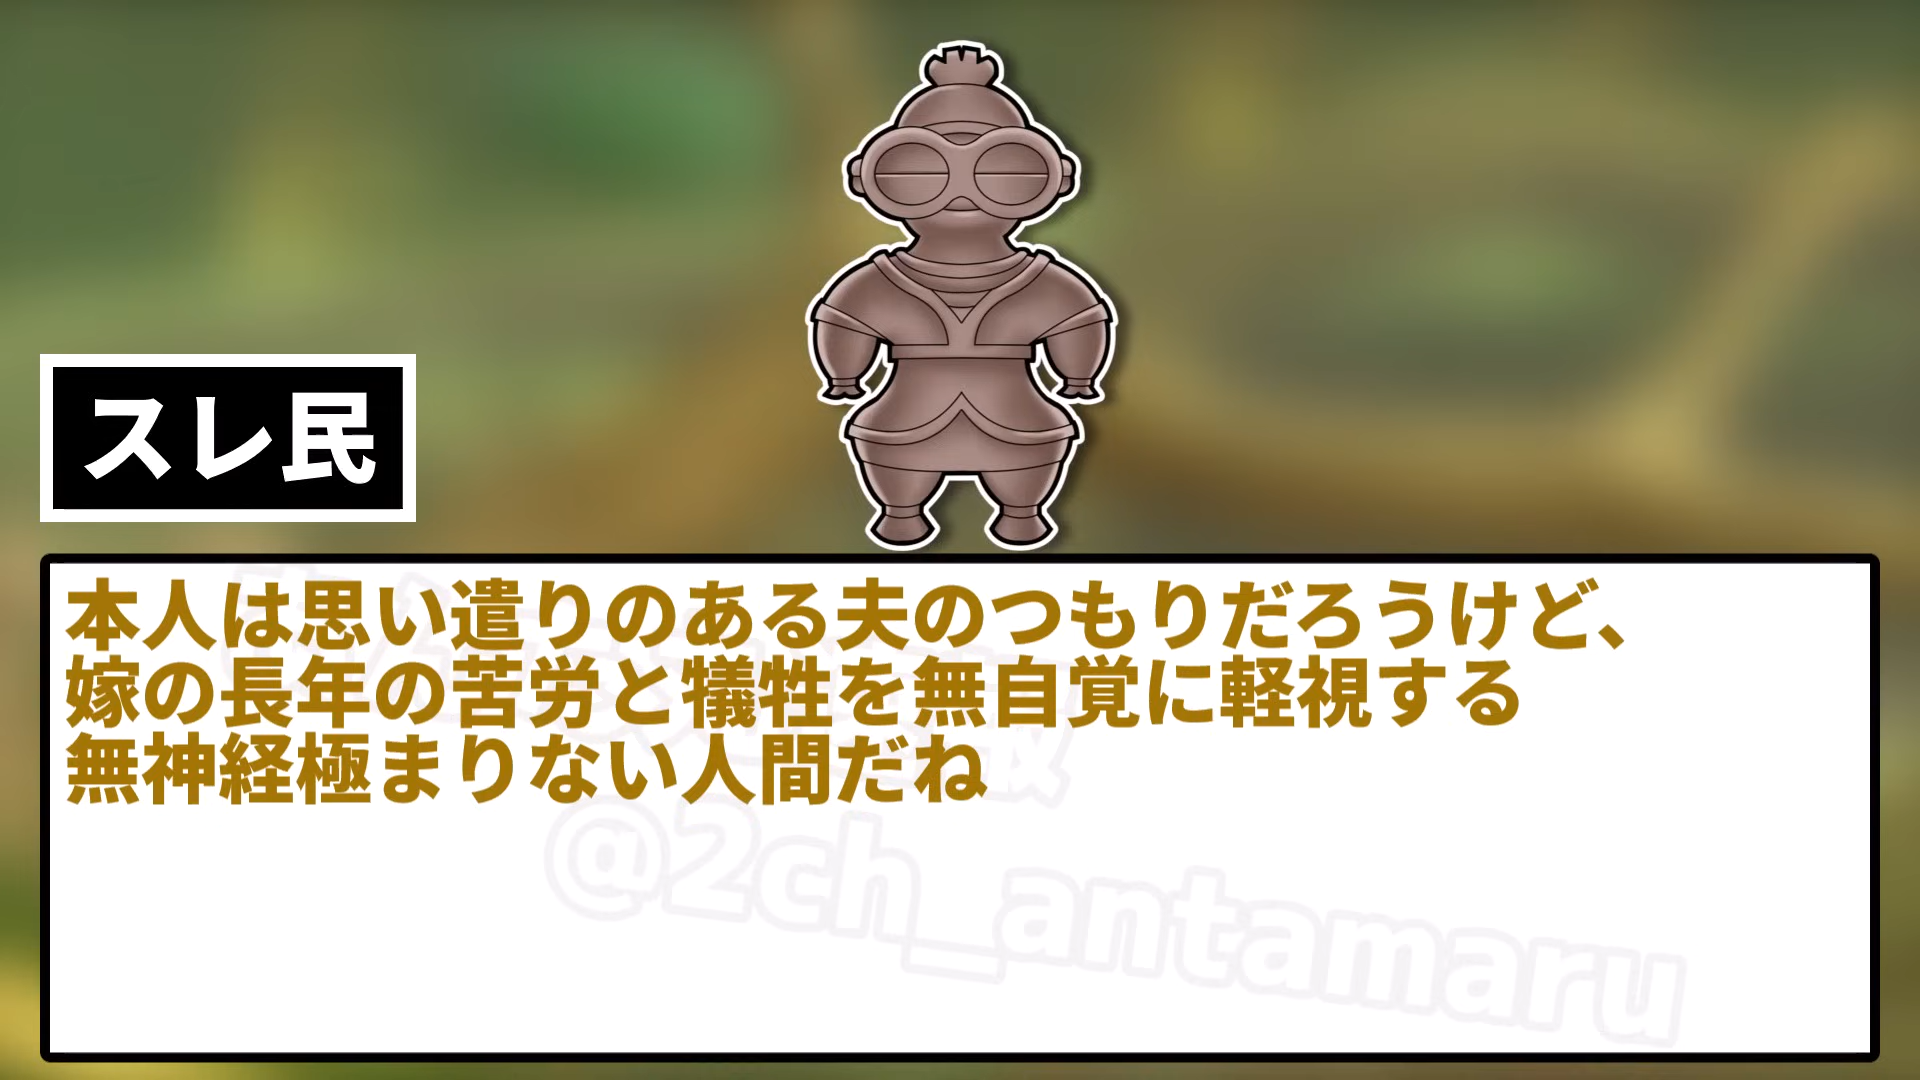 スレ民
本人は思い遣りのある夫のつもりだろうけど、
嫁の長年の苦労と犠牲を無自覚に軽視する
無神経極まりない人間だね
@2ch_antamaru